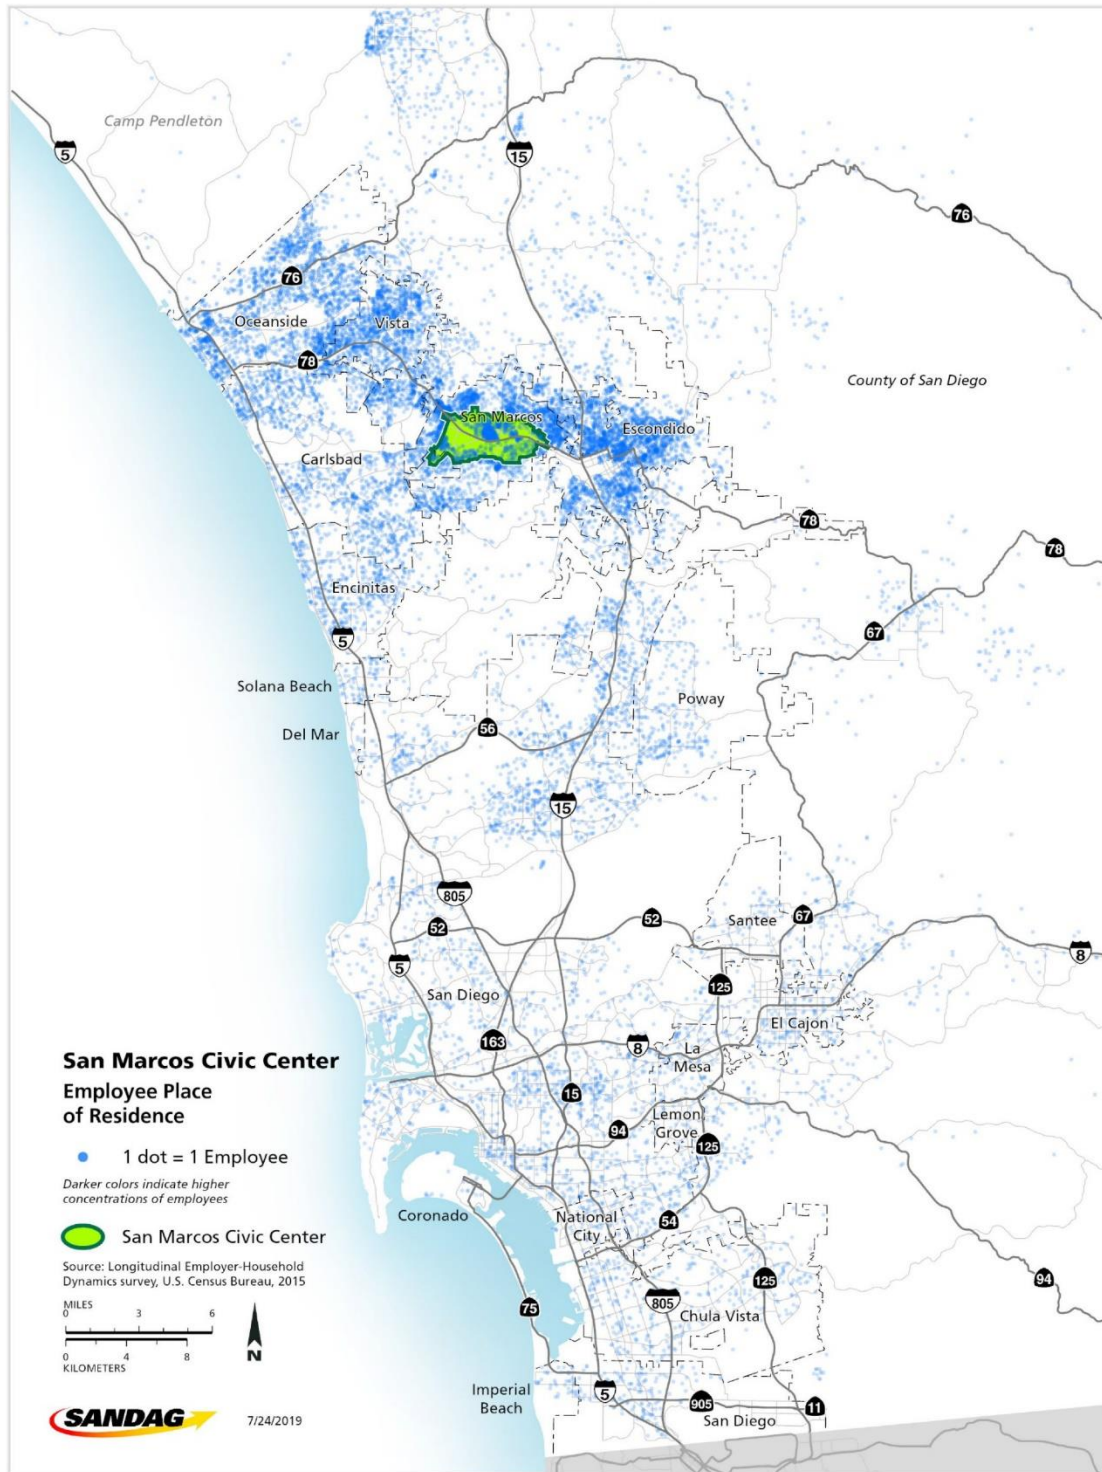 Camp Pendleton
5
15
76
76
Oceanside
Vista
78
County of San Diego
San Marcos
Escondido
Carlsbad
78
78
Encinitas
67
5
Solana Beach
Poway
Del Mar
56
15
805
52
52
Santee
67
8
5
San Diego
125
El Cajon
163
8
La
Mesa
15
94
Lemon
Grove
125
Coronado
National
City
54
125
94
75
805
Chula Vista
Imperial
Beach
5
905
11
San Diego
San Marcos Civic Center
Employee Place
of Residence
1 dot = 1 Employee
Darker colors indicate higher
concentrations of employees
San Marcos Civic Center
Source: Longitudinal Employer-Household
Dynamics survey, U.S. Census Bureau, 2015
MILES
0 3 6
0 4 8
KILOMETERS
N
SANDAG
7/24/2019